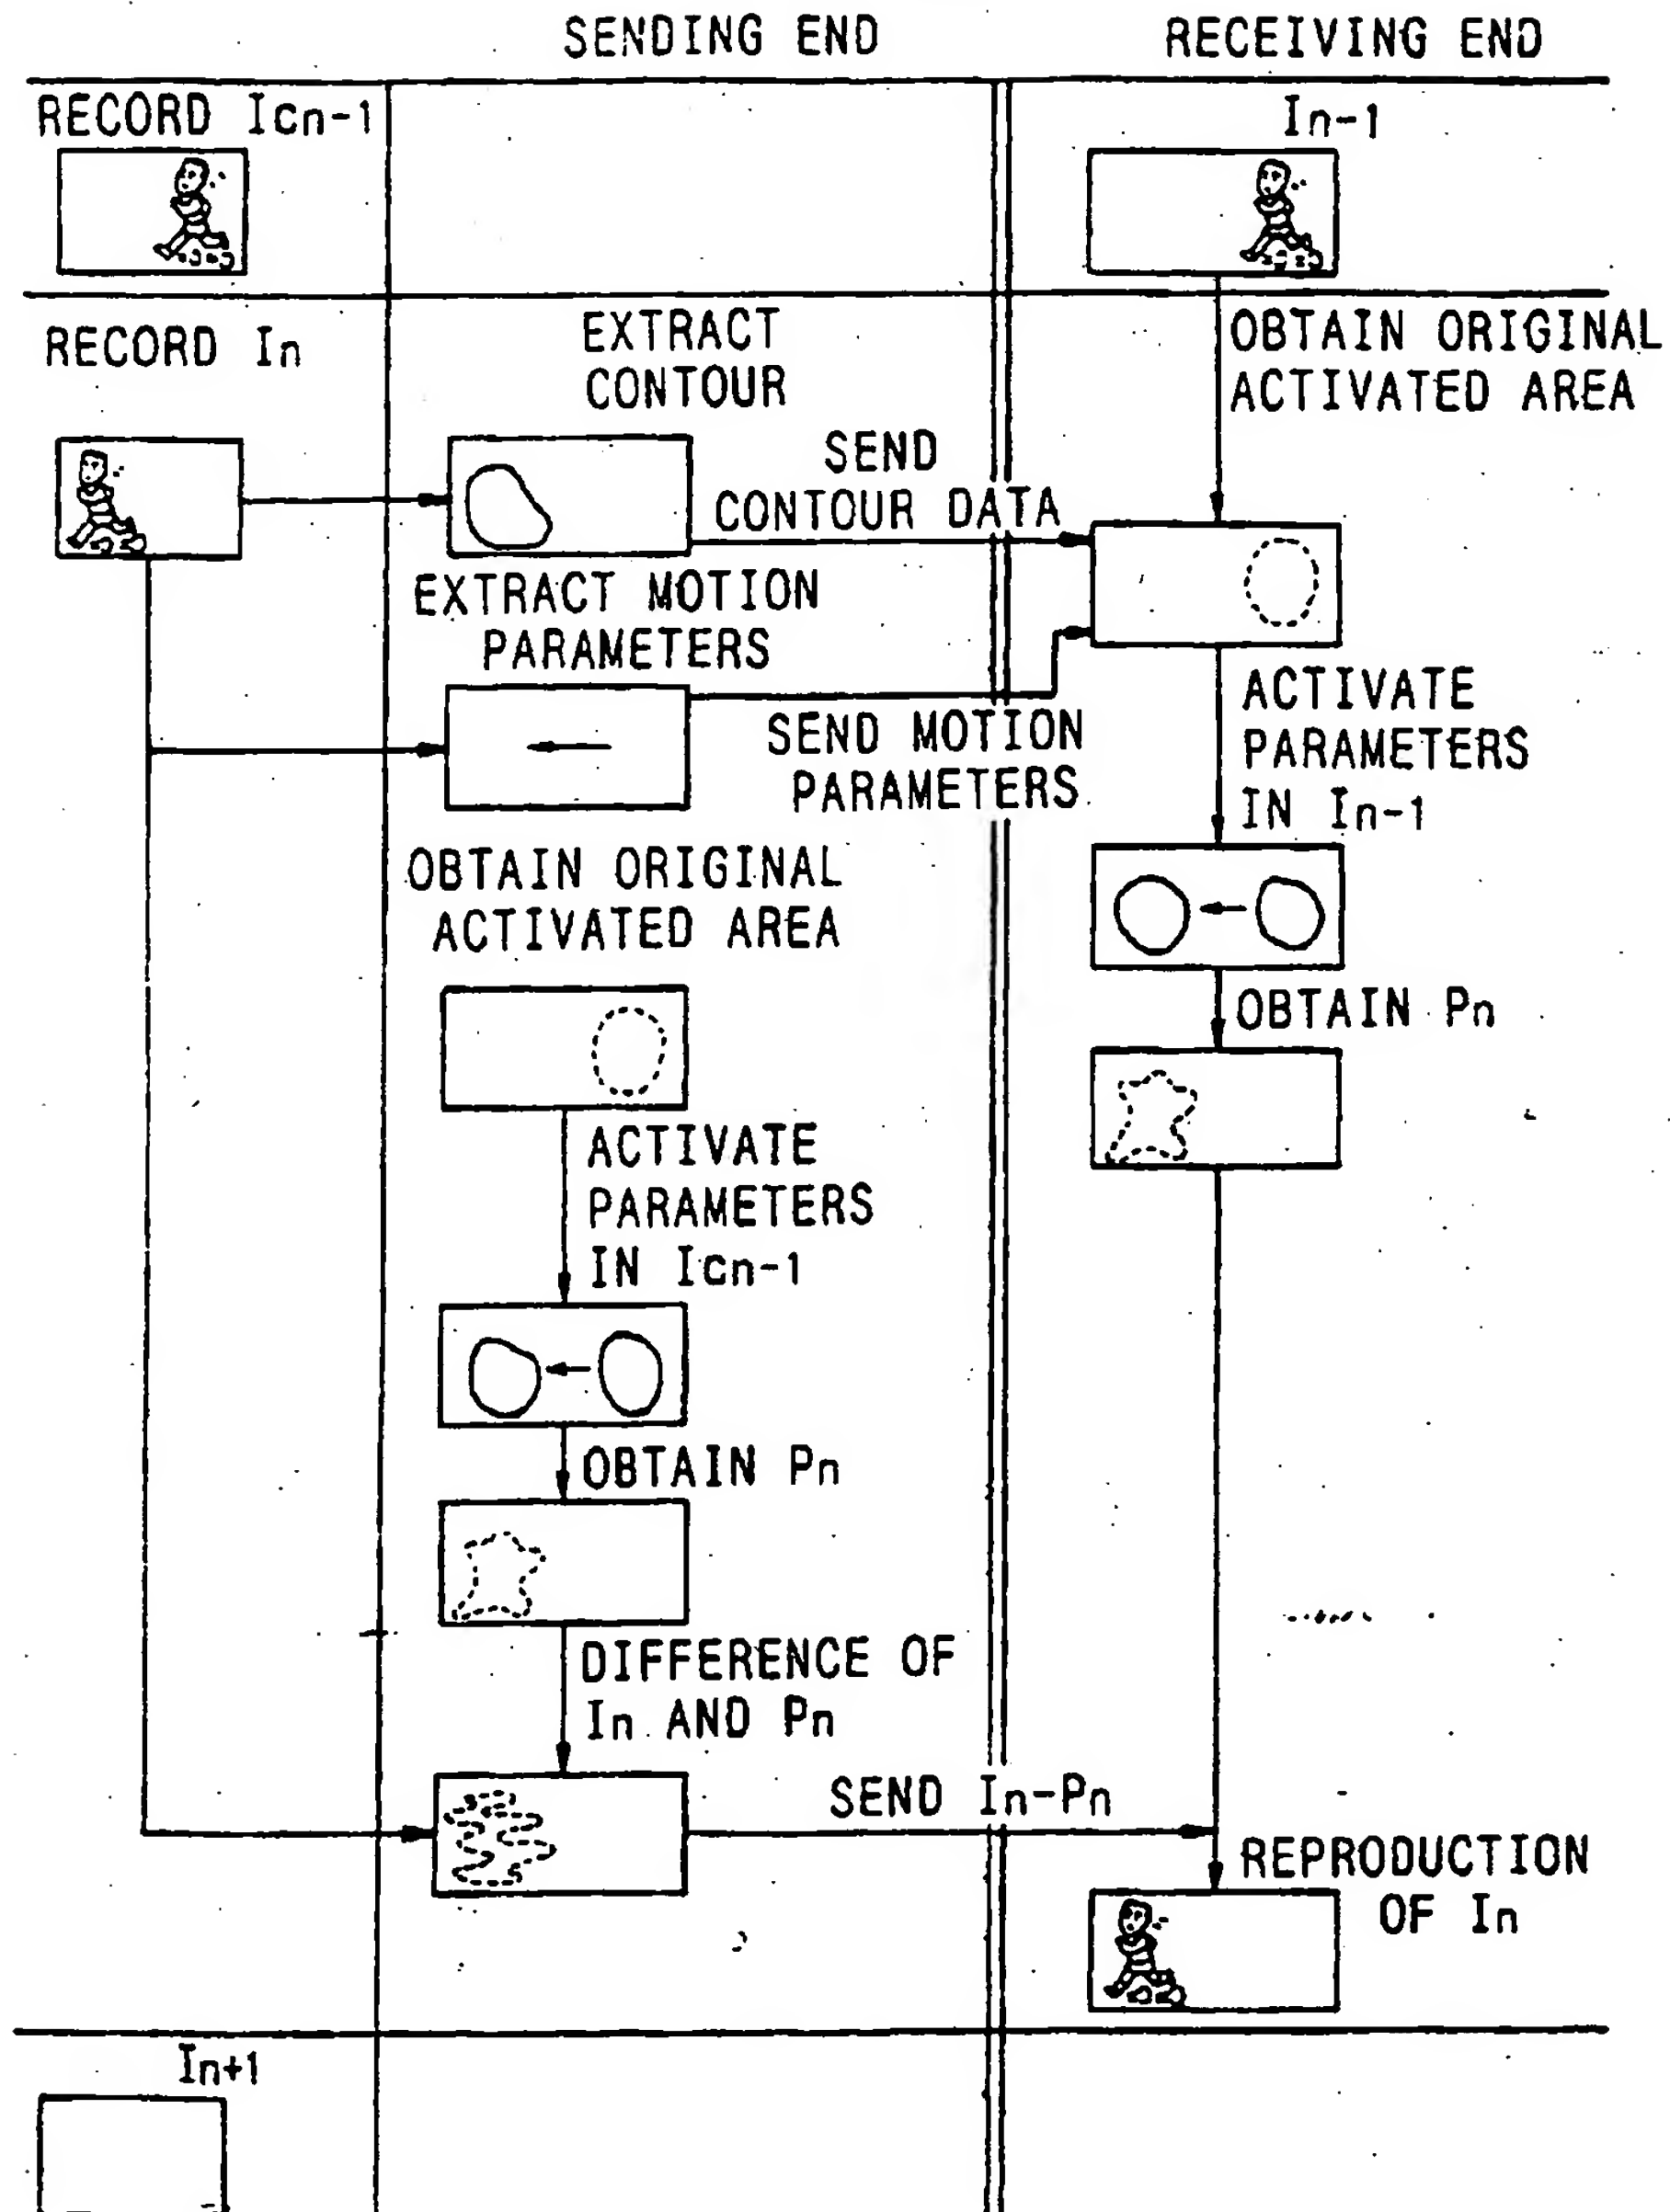 SENDING END
RECEIVING END
RECORD Icn-1
In-1
RECORD In
EXTRACT
CONTOUR
OBTAIN ORIGINAL
ACTIVATED AREA
SEND
CONTOUR DATA
EXTRACT MOTION
PARAMETERS
SEND MOTION
PARAMETERS
ACTIVATE
PARAMETERS
IN In-1
OBTAIN ORIGINAL
ACTIVATED AREA
OBTAIN Pn
ACTIVATE
PARAMETERS
IN Icn-1
OBTAIN Pn
DIFFERENCE OF
In AND Pn
SEND In-Pn
REPRODUCTION
OF In
In+1